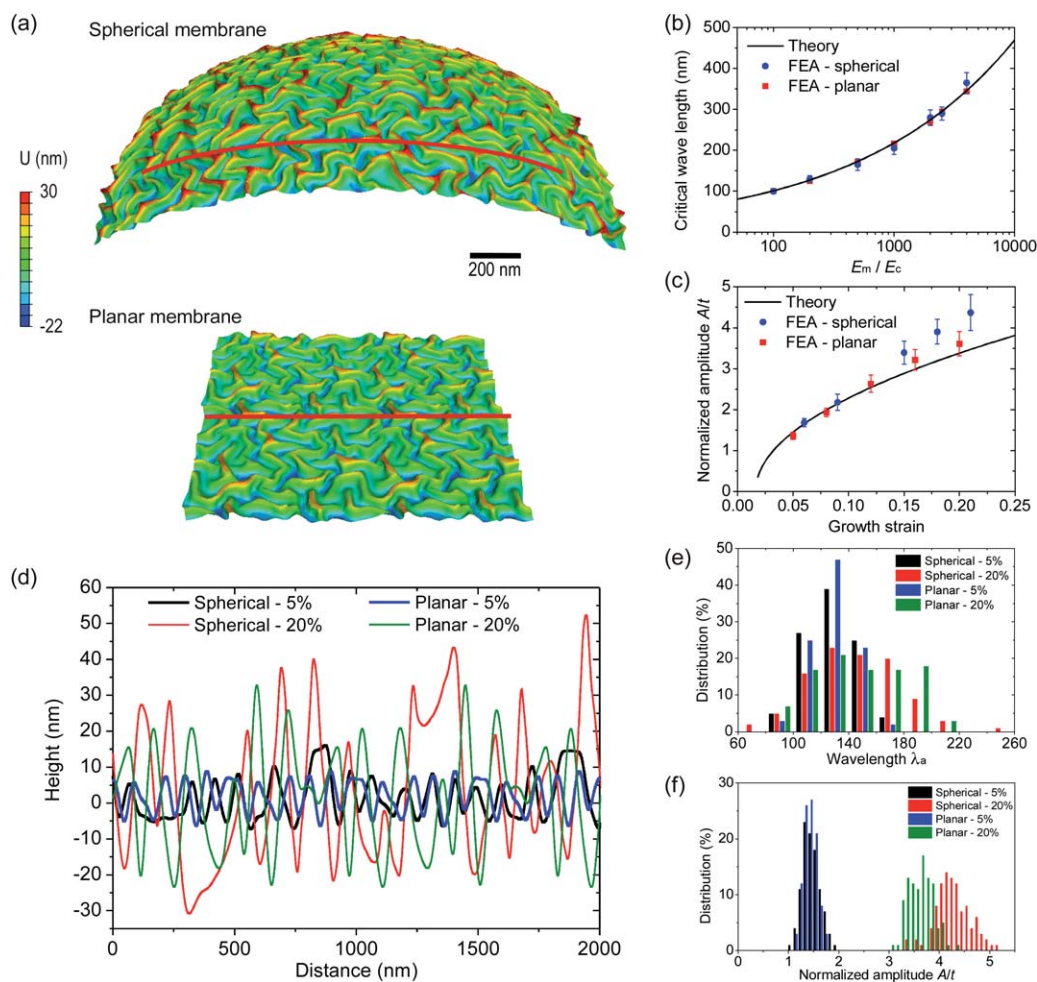 (a)
Spherical membrane
U (nm)
30
-22
200 nm
Planar membrane
(b)
Critical wave length (nm)
500
400
300
200
100
0
Theory
FEA - spherical
FEA - planar
100
1000
10000
Em / Ec
(c)
Normalized amplitude A/t
5
4
3
2
1
0
Theory
FEA - spherical
FEA - planar
0.00
0.05
0.10
0.15
0.20
0.25
Growth strain
(d)
Height (nm)
60
50
40
30
20
10
0
-10
-20
-30
Spherical - 5%
Planar - 5%
Spherical - 20%
Planar - 20%
0
500
1000
1500
2000
Distance (nm)
(e)
Distribution (%)
50
40
30
20
10
0
Spherical - 5%
Spherical - 20%
Planar - 5%
Planar - 20%
60
100
140
180
220
260
Wavelength λa
(f)
Distribution (%)
30
20
10
0
Spherical - 5%
Spherical - 20%
Planar - 5%
Planar - 20%
0
1
2
3
4
5
Normalized amplitude A/t